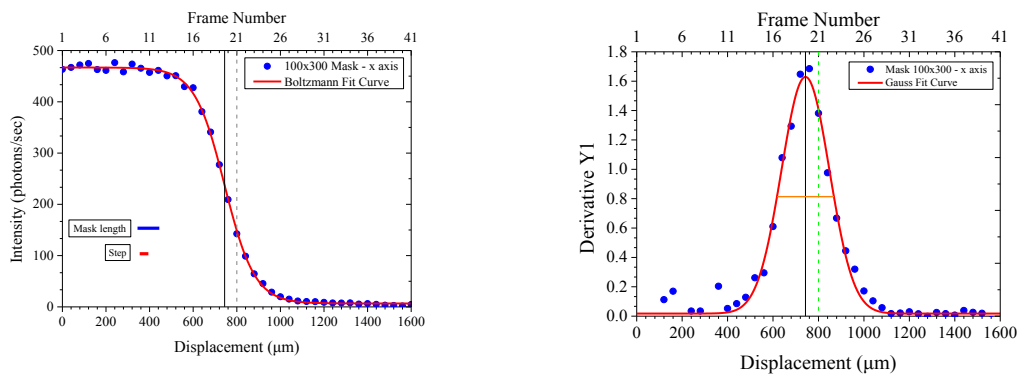 Frame Number
1 6 11 16 21 26 31 36 41
500
400
300
200
100
0
Intensity (photons/sec)
100x300 Mask - x axis
Boltzmann Fit Curve
Mask length
Step
0 200 400 600 800 1000 1200 1400 1600
Displacement (μm)
Frame Number
1 6 11 16 21 26 31 36 41
1.8
1.6
1.4
1.2
1.0
0.8
0.6
0.4
0.2
0.0
Derivative Y1
Mask 100x300 - x axis
Gauss Fit Curve
0 200 400 600 800 1000 1200 1400 1600
Displacement (μm)